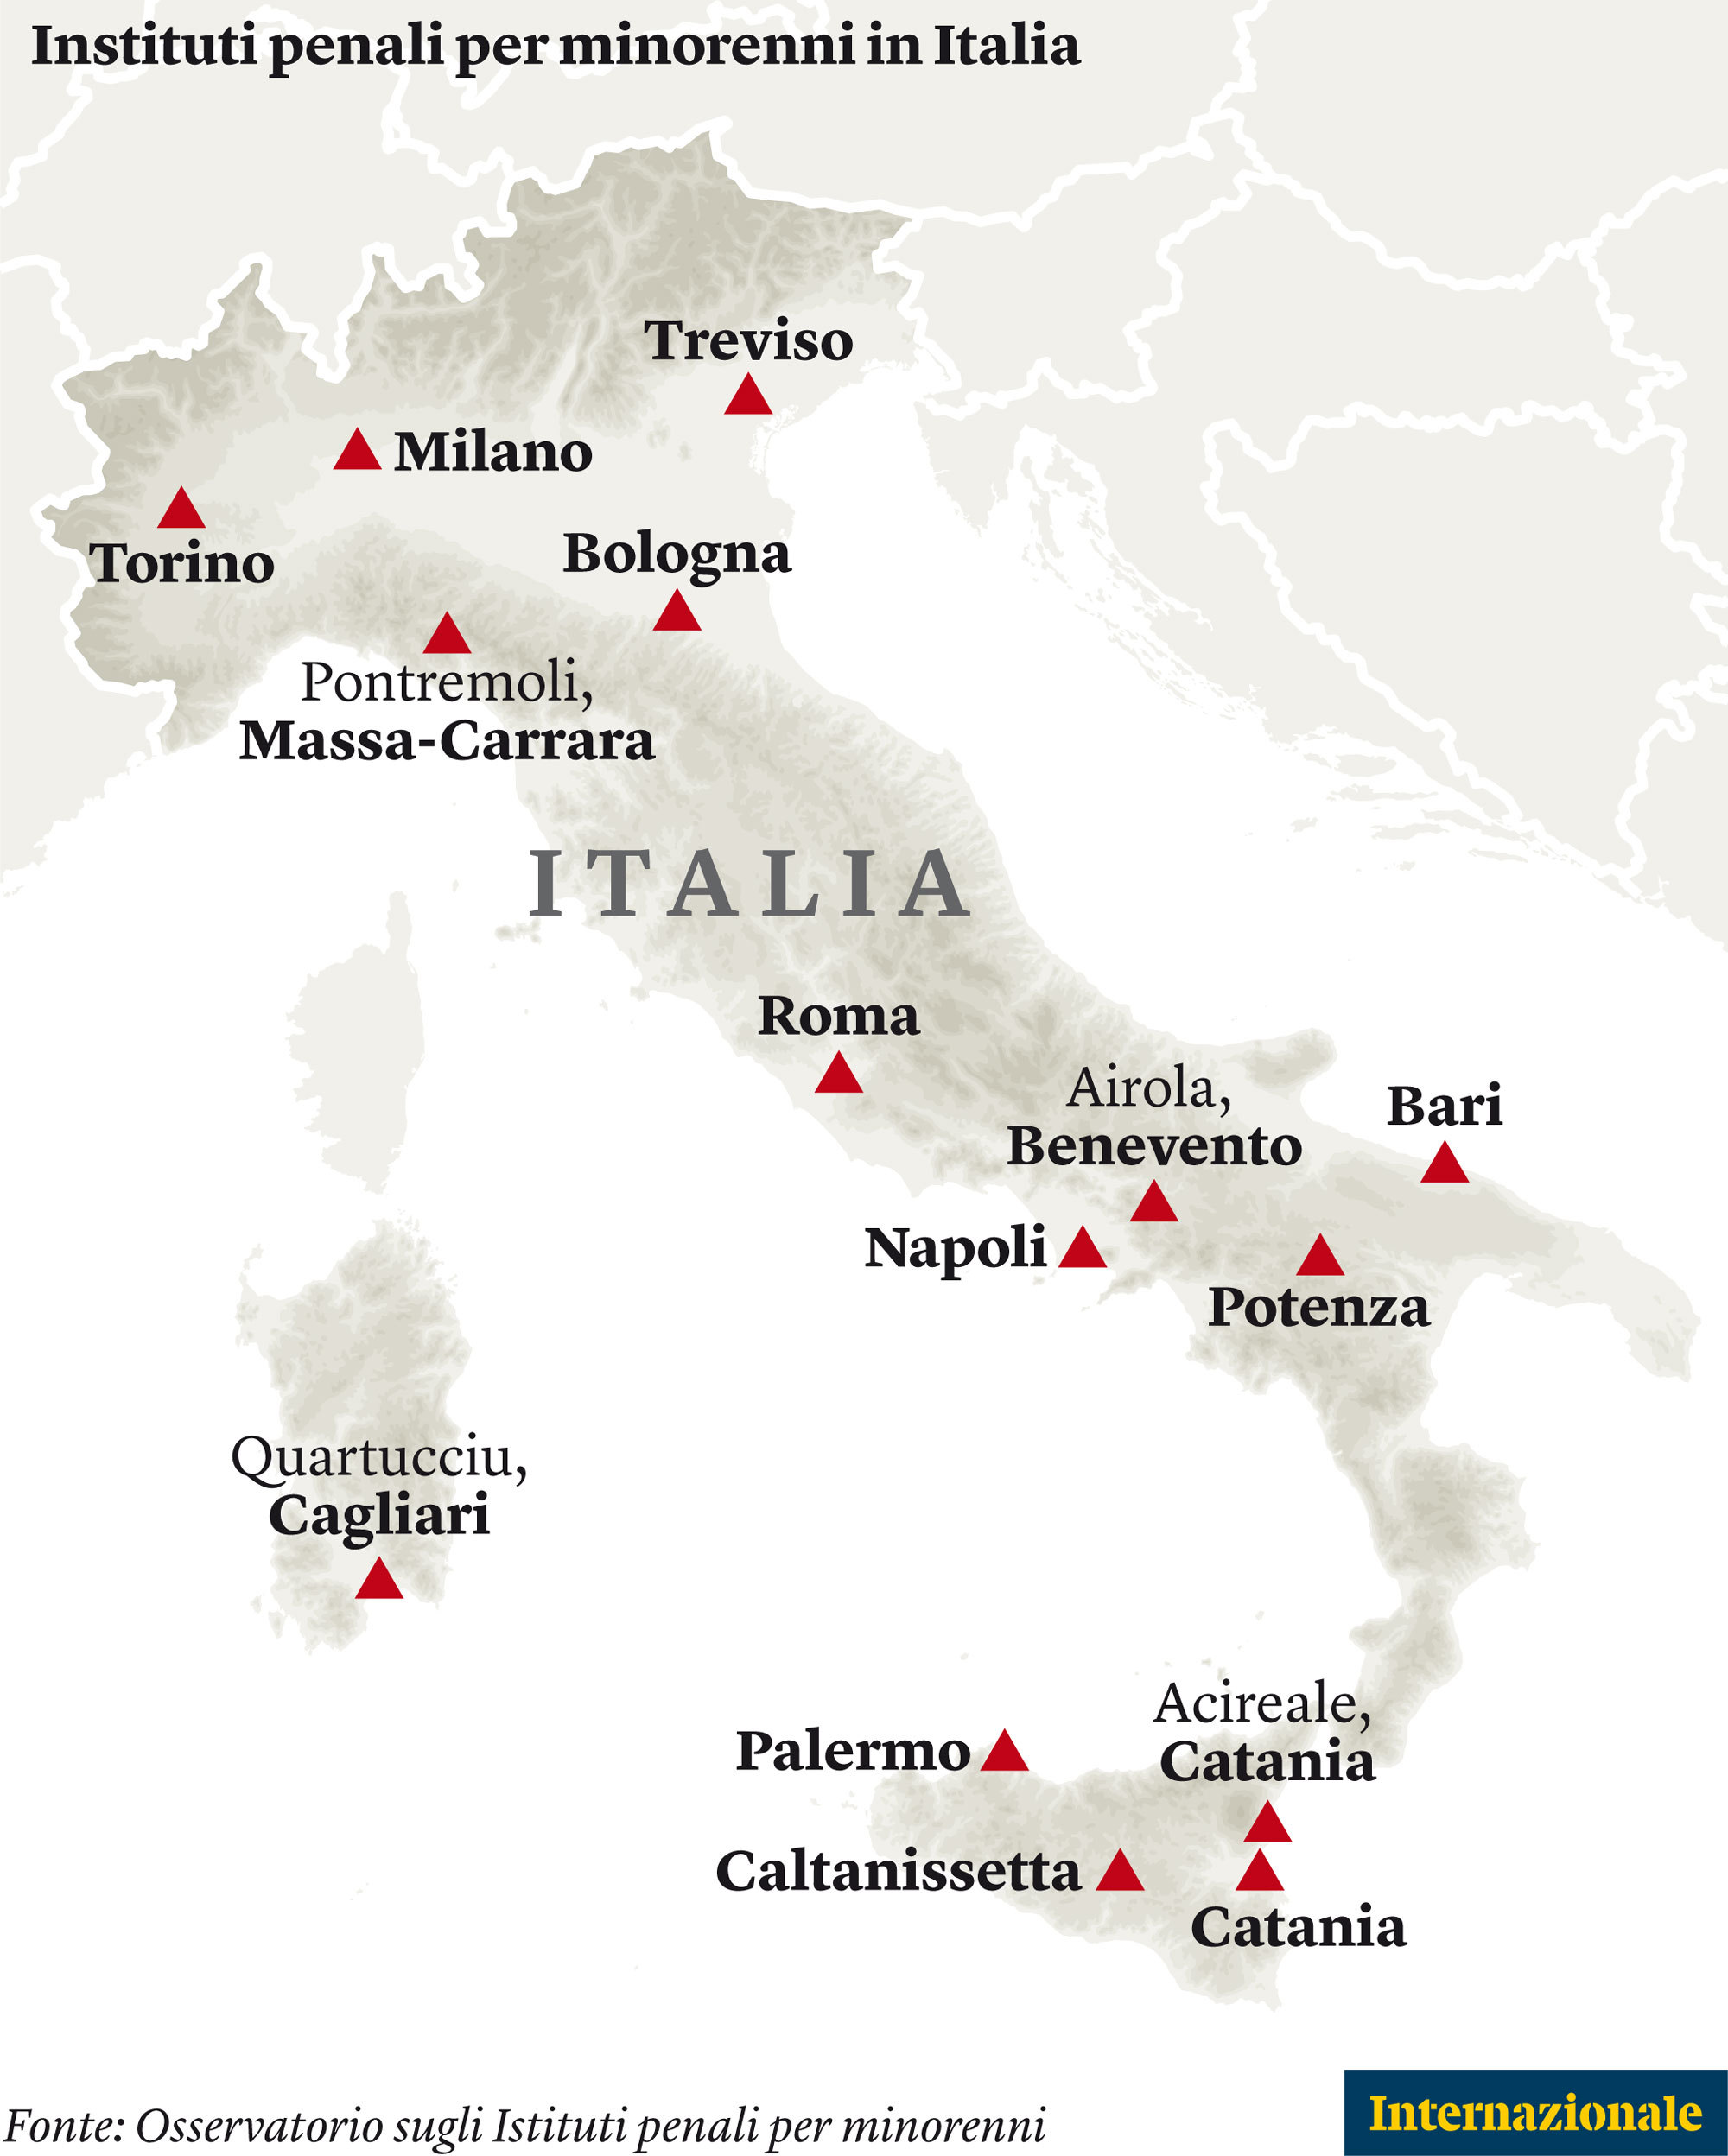 Instituti penali per minorenni in Italia
Treviso
Milano
Torino
Bologna
Pontremoli,
Massa-Carrara
ITALIA
Roma
Airola,
Benevento
Bari
Napoli
Potenza
Quartucciu,
Cagliari
Acireale,
Catania
Palermo
Caltanissetta
Catania
Fonte: Osservatorio sugli Istituti penali per minorenni
Internazionale